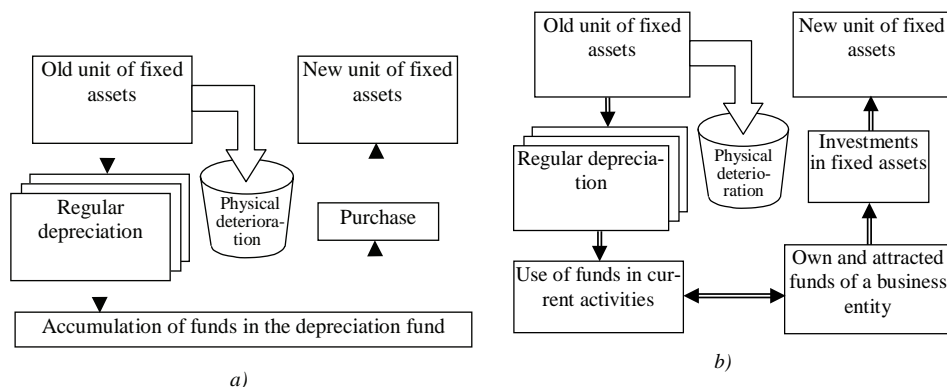 Old unit of fixed
assets
New unit of fixed
assets
Regular
depreciation
Physical
deteriora-
tion
Purchase
Accumulation of funds in the depreciation fund
a)
Old unit of fixed
assets
New unit of fixed
assets
Regular deprecia-
tion
Physical
deterio-
ration
Investments
in fixed assets
Use of funds in cur-
rent activities
Own and attracted
funds of a business
entity
b)